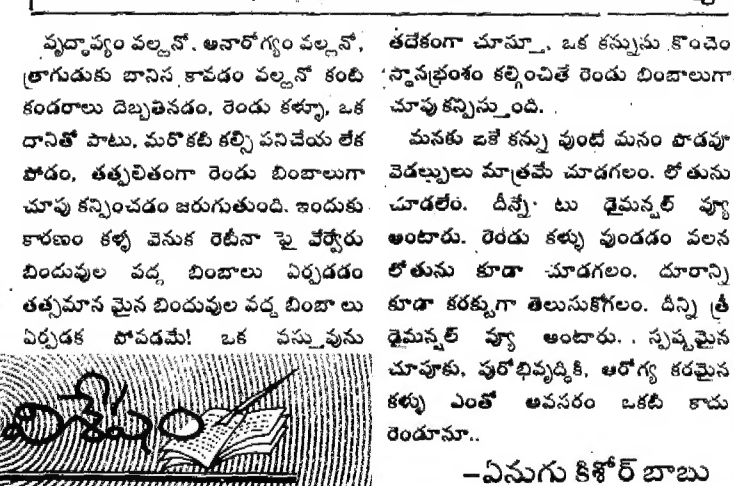 వృద్ధాప్యం వల్లనో. అనారోగ్యం వల్లనో,
త్రాగుడుకు బానిస కావడం వల్లనో కంటి
కండరాలు దెబ్బతినడం, రెండు కళ్ళూ, ఒక
దానితో పాటు, మరొకటి కల్సి పనిచేయ లేక
పోడం, తత్ఫలితంగా రెండు బింబాలుగా
చూపు కన్పించడం జరుగుతుంది. ఇందుకు
కారణం కళ్ళ వెనుక రెటీనా పై వేర్వేరు
బిందువుల వద్ద బింబాలు ఏర్పడడం
తత్సమాన మైన బిందువుల వద్ద బింబా లు
ఏర్పడక పోవడమే! ఒక వస్తువును
విశేషం
తదేకంగా చూస్తూ, ఒక కన్నును కొంచెం
స్థానభ్రంశం కల్గించితే రెండు బింబాలుగా
చూపు కన్పిస్తుంది.
మనకు ఒకే కన్ను వుంటే మనం పొడవూ
వెడల్పులు మాత్రమే చూడగలం. లోతును
చూడలేం. దీన్నే టు డైమన్షల్ వ్యూ
అంటారు. రెండు కళ్ళు వుండడం వలన
లోతును కూడా చూడగలం. దూరాన్ని
కూడా కరక్టుగా తెలుసుకోగలం. దీన్ని త్రీ
డైమన్షల్ వ్యూ అంటారు. . స్పష్టమైన
చూపుకు, పురోభివృద్ధికి, ఆరోగ్య కరమైన
కళ్ళు ఎంతో అవసరం ఒకటి కాదు
రెండూనూ..
–ఏనుగు కిశోర్ బాబు